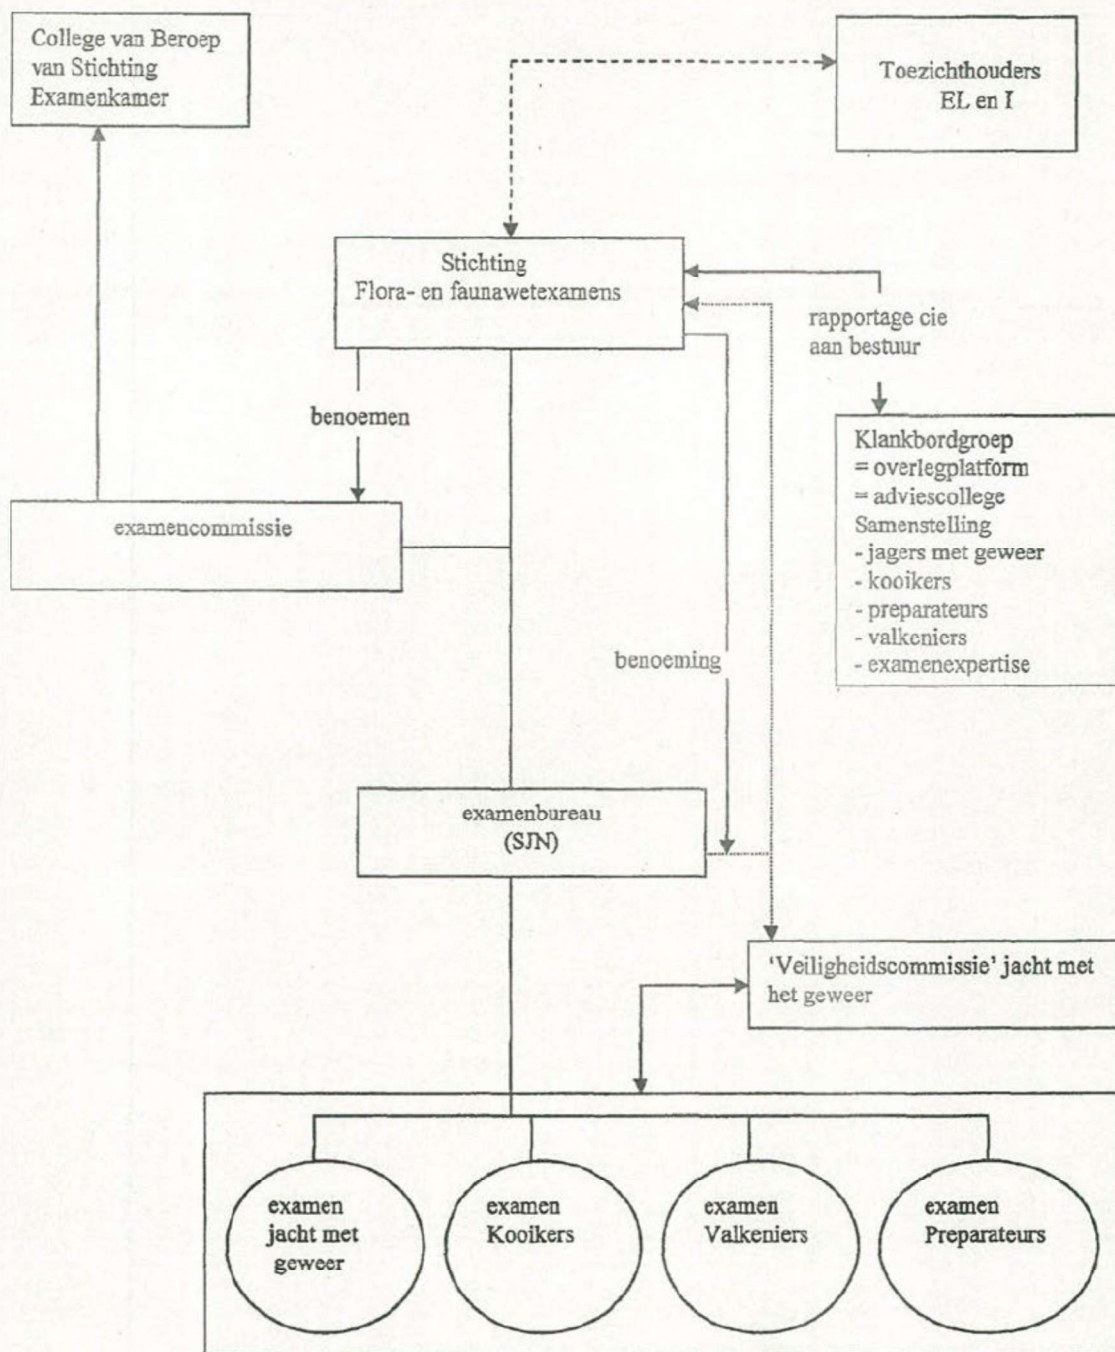 College van Beroep
van Stichting
Examenkamer
Toezichthouders
EL en I
Stichting
Flora- en faunawetexamens
rapportage cie
aan bestuur
benoemen
Klankbordgroep
= overlegplatform
= adviescollege
Samenstelling
- jagers met geweer
- kooikers
- preparateurs
- valkeniers
- examenexpertise
examencommissie
benoeming
examenbureau
(SJN)
'Veiligheidscommissie' jacht met
het geweer
examen
jacht met
geweer
examen
Kooikers
examen
Valkeniers
examen
Preparateurs